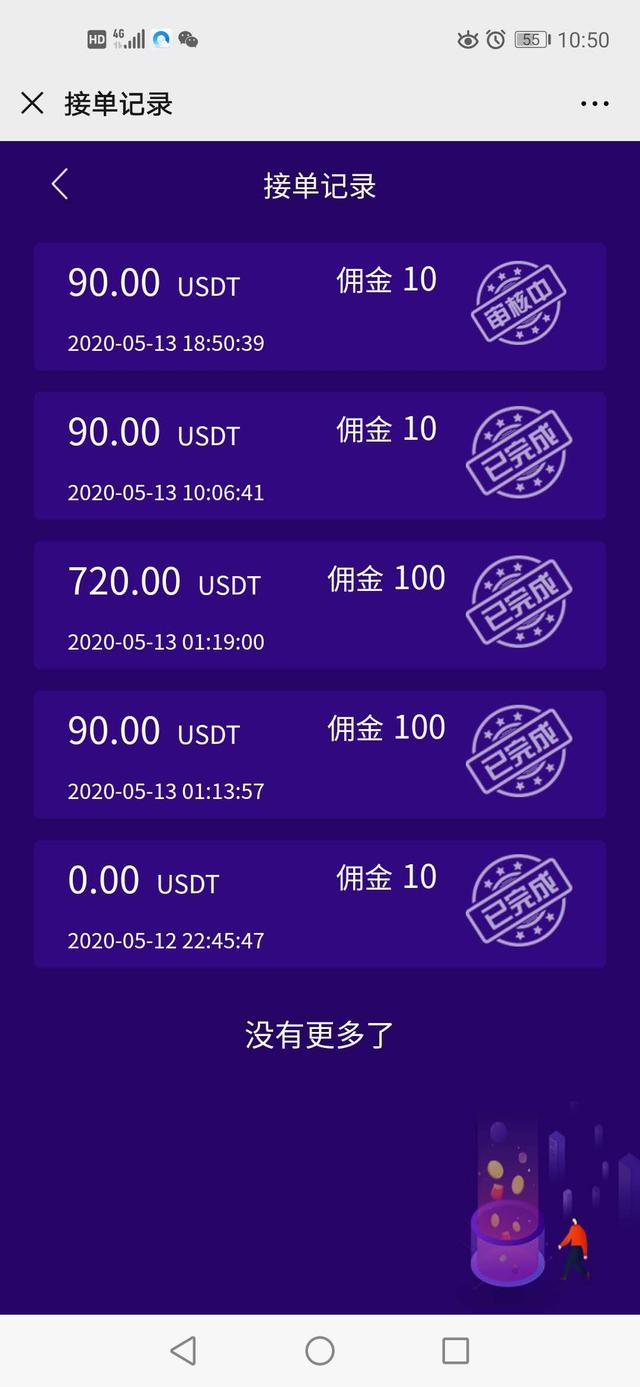 HD 4G 1k 55 10:50
接单记录
接单记录
90.00 USDT 佣金 10 审核中
2020-05-13 18:50:39
90.00 USDT 佣金 10 已完成
2020-05-13 10:06:41
720.00 USDT 佣金 100 已完成
2020-05-13 01:19:00
90.00 USDT 佣金 100 已完成
2020-05-13 01:13:57
0.00 USDT 佣金 10 已完成
2020-05-12 22:45:47
没有更多了